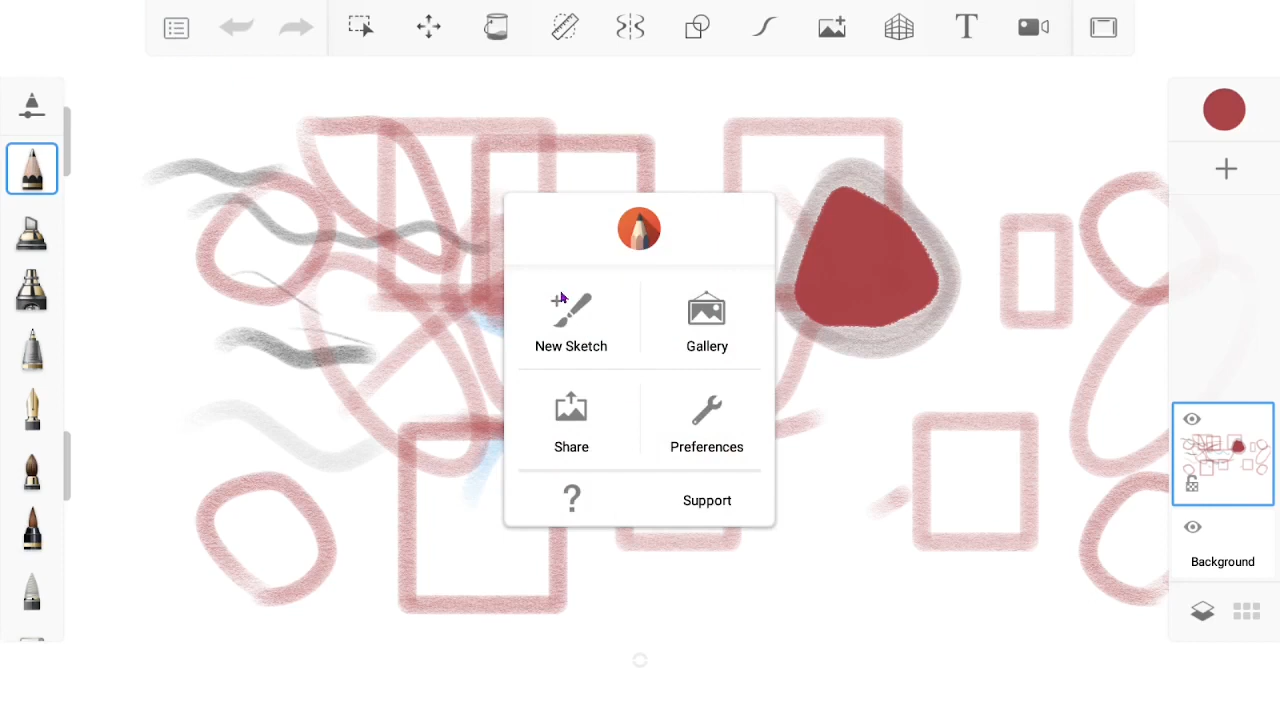 New Sketch
Gallery
Share
Preferences
?
Support
Background
T